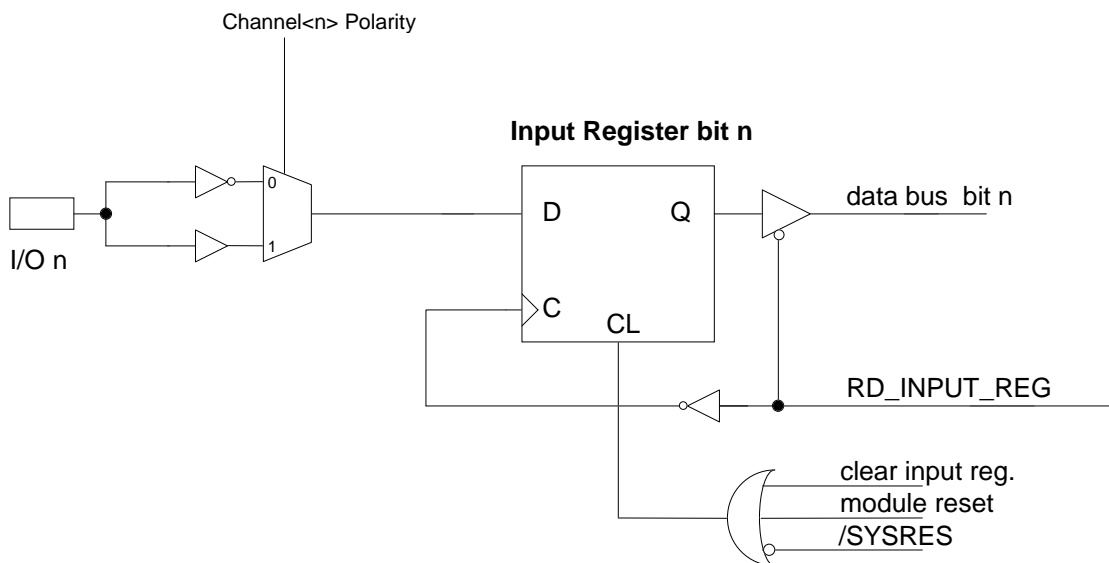 Channel<n> Polarity
Input Register bit n
0
1
I/O n
D
Q
data bus bit n
C
CL
RD_INPUT_REG
clear input reg.
module reset
/SYSRES